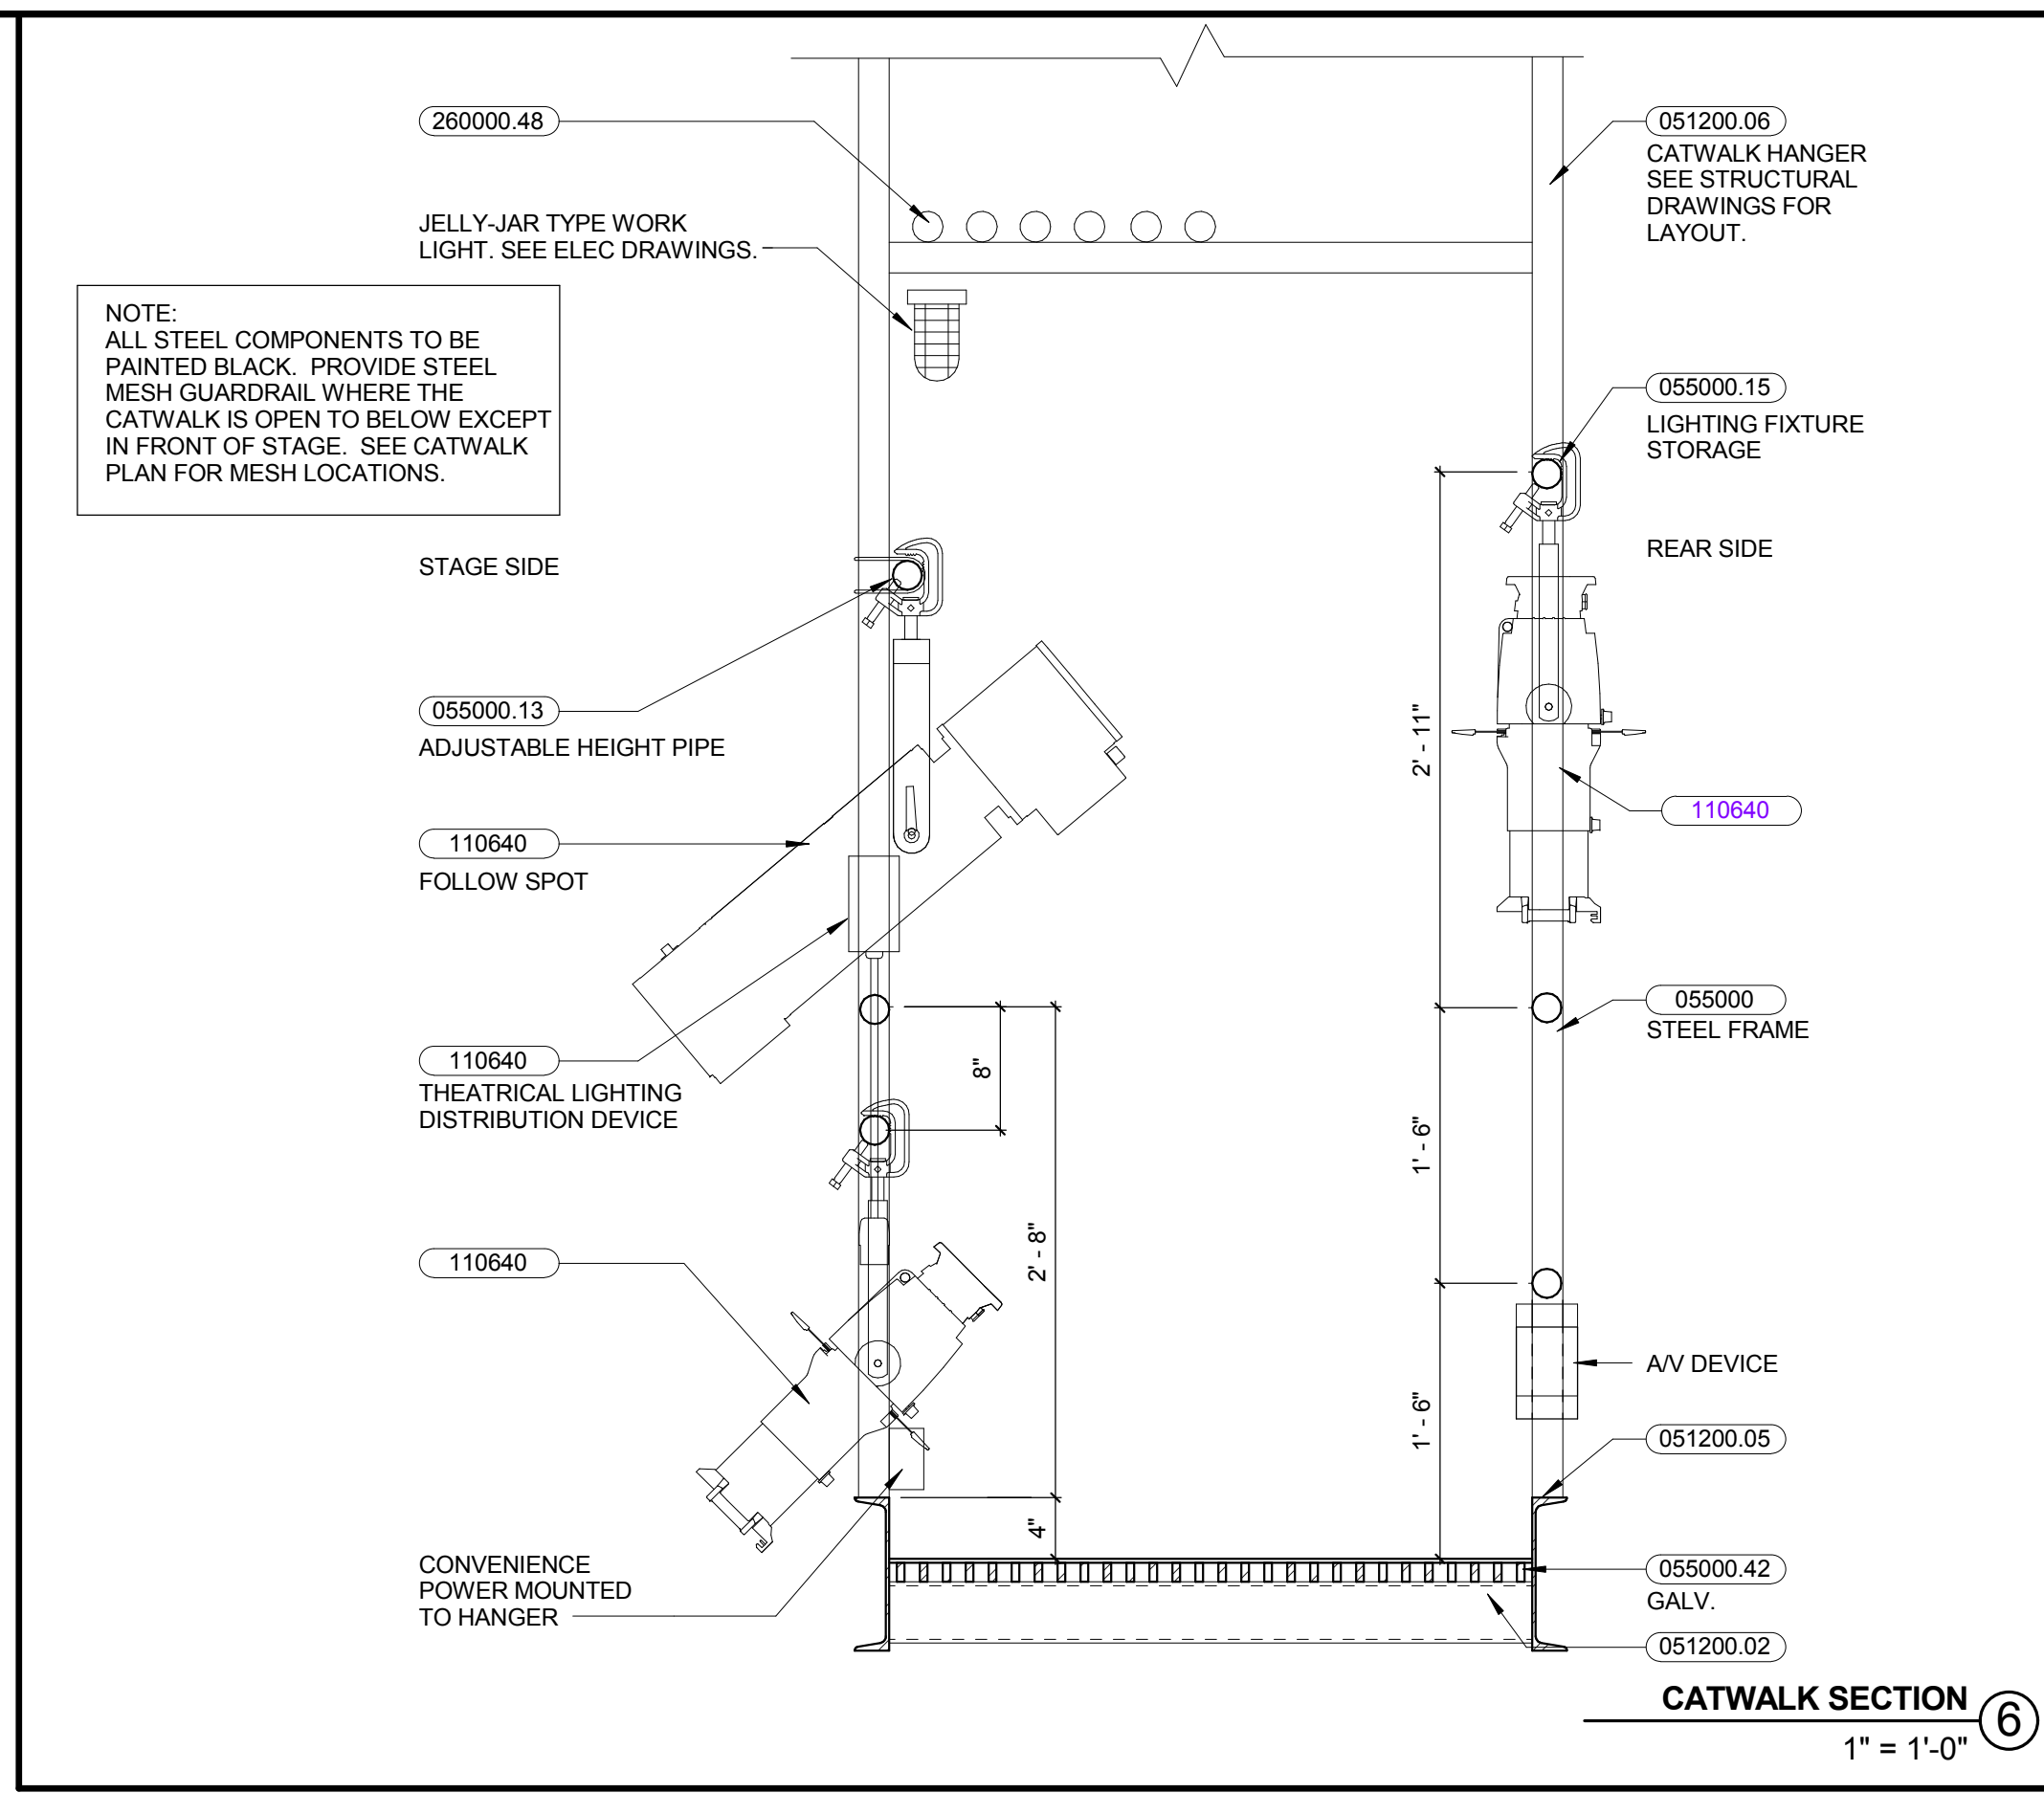 260000.48
JELLY-JAR TYPE WORK
LIGHT. SEE ELEC DRAWINGS.
NOTE:
ALL STEEL COMPONENTS TO BE
PAINTED BLACK. PROVIDE STEEL
MESH GUARDRAIL WHERE THE
CATWALK IS OPEN TO BELOW EXCEPT
IN FRONT OF STAGE. SEE CATWALK
PLAN FOR MESH LOCATIONS.
STAGE SIDE
055000.13
ADJUSTABLE HEIGHT PIPE
110640
FOLLOW SPOT
110640
THEATRICAL LIGHTING
DISTRIBUTION DEVICE
110640
CONVENIENCE
POWER MOUNTED
TO HANGER
8"
2' - 8"
4"
2' - 11"
1' - 6"
1' - 6"
051200.06
CATWALK HANGER
SEE STRUCTURAL
DRAWINGS FOR
LAYOUT.
055000.15
LIGHTING FIXTURE
STORAGE
REAR SIDE
110640
055000
STEEL FRAME
A/V DEVICE
051200.05
055000.42
GALV.
051200.02
CATWALK SECTION
6
1" = 1'-0"